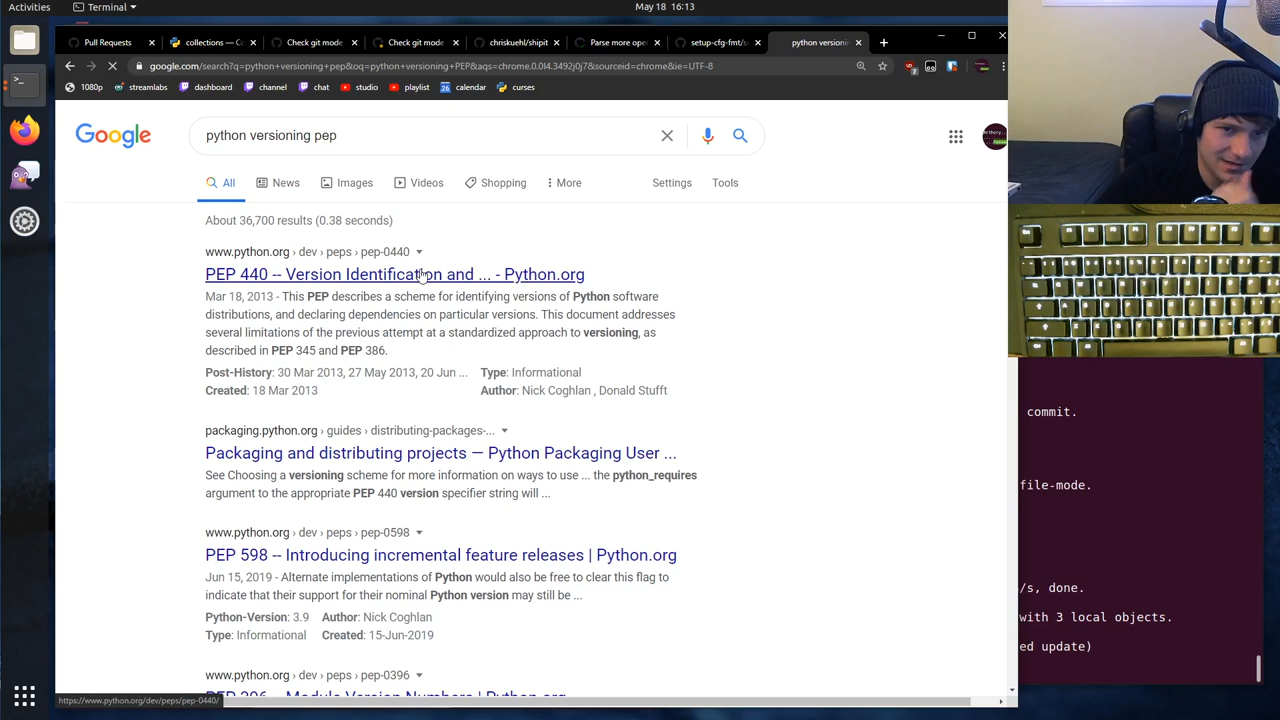 Activities
Terminal
May 18 16:13
Pull Requests
collections — Co
Check git mode
Check git mode
chriskuehl/shipit
Parse more ope
setup-cfg-fmt/s
python versioni
google.com/search?q=python+versioning+pep&oq=python+versioning+PEP&aqs=chrome.0.0i4.3492j0j7&sourceid=chrome&ie=UTF-8
1080p
streamlabs
dashboard
channel
chat
studio
playlist
calendar
curses
Google
python versioning pep
All
News
Images
Videos
Shopping
More
Settings
Tools
About 36,700 results (0.38 seconds)
www.python.org › dev › peps › pep-0440
PEP 440 -- Version Identification and ... - Python.org
Mar 18, 2013 - This PEP describes a scheme for identifying versions of Python software
distributions, and declaring dependencies on particular versions. This document addresses
several limitations of the previous attempt at a standardized approach to versioning, as
described in PEP 345 and PEP 386.
Post-History: 30 Mar 2013, 27 May 2013, 20 Jun ...
Type: Informational
Created: 18 Mar 2013
Author: Nick Coghlan , Donald Stufft
packaging.python.org › guides › distributing-packages-...
Packaging and distributing projects — Python Packaging User ...
See Choosing a versioning scheme for more information on ways to use ... the python_requires
argument to the appropriate PEP 440 version specifier string will ...
www.python.org › dev › peps › pep-0598
PEP 598 -- Introducing incremental feature releases | Python.org
Jun 15, 2019 - Alternate implementations of Python would also be free to clear this flag to
indicate that their support for their nominal Python version may still be ...
Python-Version: 3.9
Author: Nick Coghlan
Type: Informational
Created: 15-Jun-2019
www.python.org › dev › peps › pep-0396
PEP 396 -- Module Version Numbers | Python.org
https://www.python.org/dev/peps/pep-0440/
commit.
file-mode.
/s, done.
with 3 local objects.
ed update)